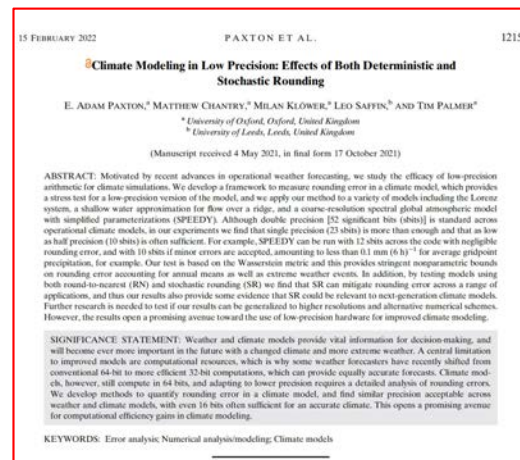 15 FEBRUARY 2022 PAXTON ET AL. 1215
Climate Modeling in Low Precision: Effects of Both Deterministic and
Stochastic Rounding
E. ADAM PAXTON,a MATTHEW CHANTRY,a MILAN KLÖWER,a LEO SAFFIN,b AND TIM PALMERa
a University of Oxford, Oxford, United Kingdom
b University of Leeds, Leeds, United Kingdom
(Manuscript received 4 May 2021, in final form 17 October 2021)
ABSTRACT: Motivated by recent advances in operational weather forecasting, we study the efficacy of low-precision
arithmetic for climate simulations. We develop a framework to measure rounding error in a climate model, which provides
a stress test for a low-precision version of the model, and we apply our method to a variety of models including the Lorenz
system, a shallow water approximation for flow over a ridge, and a coarse-resolution spectral global atmospheric model
with simplified parameterizations (SPEEDY). Although double precision [52 significant bits (sbits)] is standard across
operational climate models, in our experiments we find that single precision (23 sbits) is more than enough and that as low
as half precision (10 sbits) is often sufficient. For example, SPEEDY can be run with 12 sbits across the code with negligible
rounding error, and with 10 sbits if minor errors are accepted, amounting to less than 0.1 mm (6 h)−1 for average gridpoint
precipitation, for example. Our test is based on the Wasserstein metric and this provides stringent nonparametric bounds
on rounding error accounting for annual means as well as extreme weather events. In addition, by testing models using
both round-to-nearest (RN) and stochastic rounding (SR) we find that SR can mitigate rounding error across a range of
applications, and thus our results also provide some evidence that SR could be relevant to next-generation climate models.
Further research is needed to test if our results can be generalized to higher resolutions and alternative numerical schemes.
However, the results open a promising avenue toward the use of low-precision hardware for improved climate modeling.
SIGNIFICANCE STATEMENT: Weather and climate models provide vital information for decision-making, and
will become ever more important in the future with a changed climate and more extreme weather. A central limitation
to improved models are computational resources, which is why some weather forecasters have recently shifted from
conventional 64-bit to more efficient 32-bit computations, which can provide equally accurate forecasts. Climate mod-
els, however, still compute in 64 bits, and adapting to lower precision requires a detailed analysis of rounding errors.
We develop methods to quantify rounding error in a climate model, and find similar precision acceptable across
weather and climate models, with even 16 bits often sufficient for an accurate climate. This opens a promising avenue
for computational efficiency gains in climate modeling.
KEYWORDS: Error analysis; Numerical analysis/modeling; Climate models